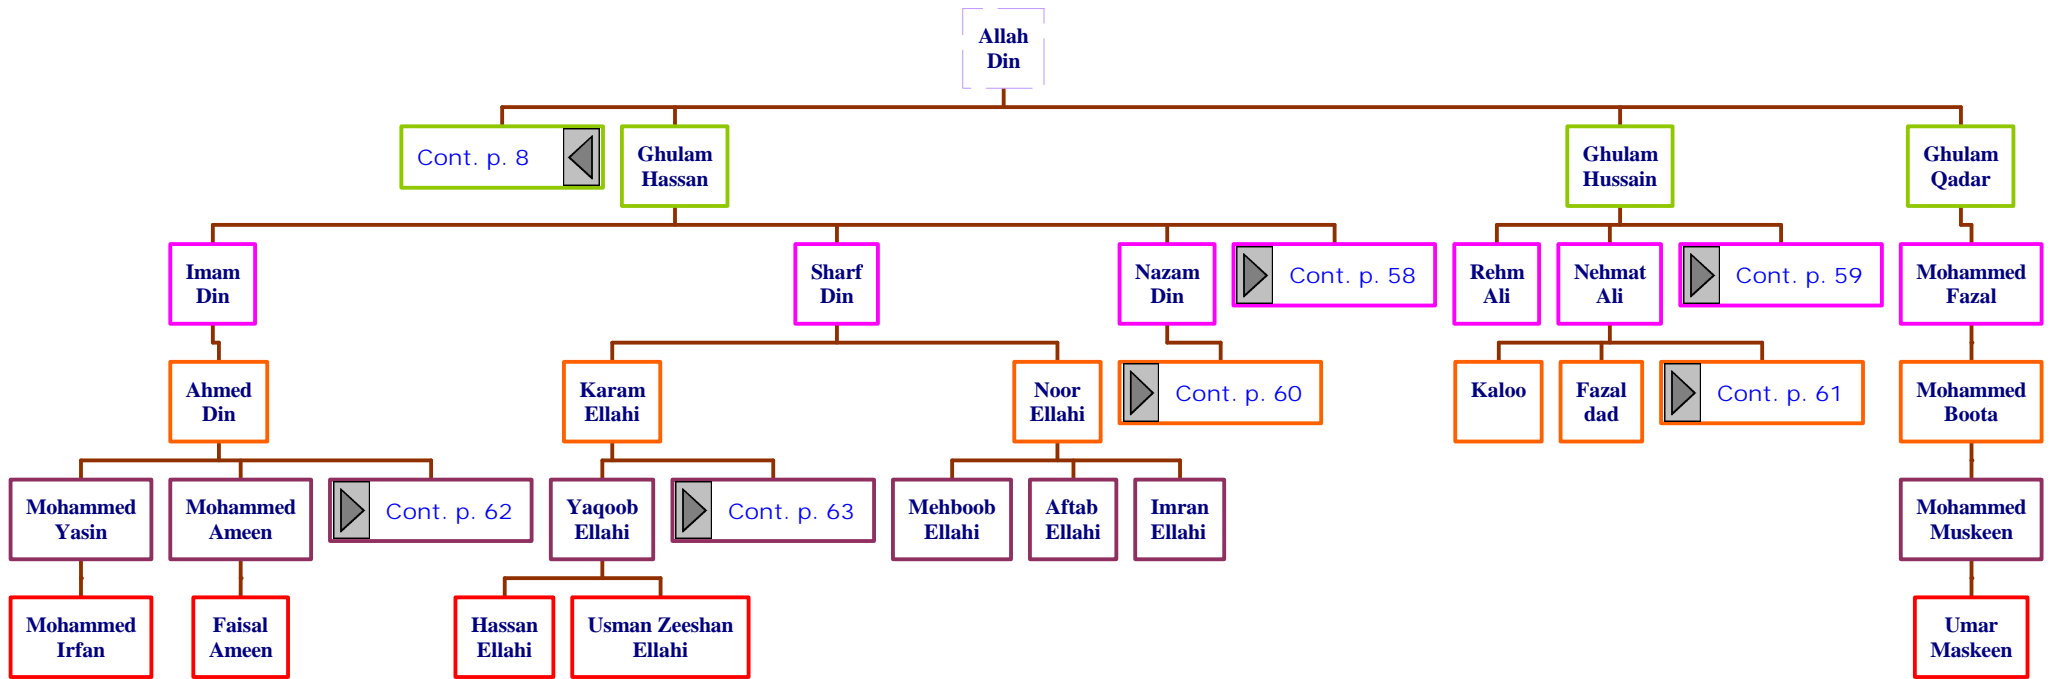 Allah
Din
Cont. p. 8
Ghulam
Hassan
Ghulam
Hussain
Ghulam
Qadar
Imam
Din
Sharf
Din
Nazam
Din
Cont. p. 58
Rehm
Ali
Nehmat
Ali
Cont. p. 59
Mohammed
Fazal
Ahmed
Din
Karam
Ellahi
Noor
Ellahi
Cont. p. 60
Kaloo
Fazal
dad
Cont. p. 61
Mohammed
Boota
Mohammed
Yasin
Mohammed
Ameen
Cont. p. 62
Yaqoob
Ellahi
Cont. p. 63
Mehboob
Ellahi
Aftab
Ellahi
Imran
Ellahi
Mohammed
Muskeen
Mohammed
Irfan
Faisal
Ameen
Hassan
Ellahi
Usman Zeeshan
Ellahi
Umar
Maskeen